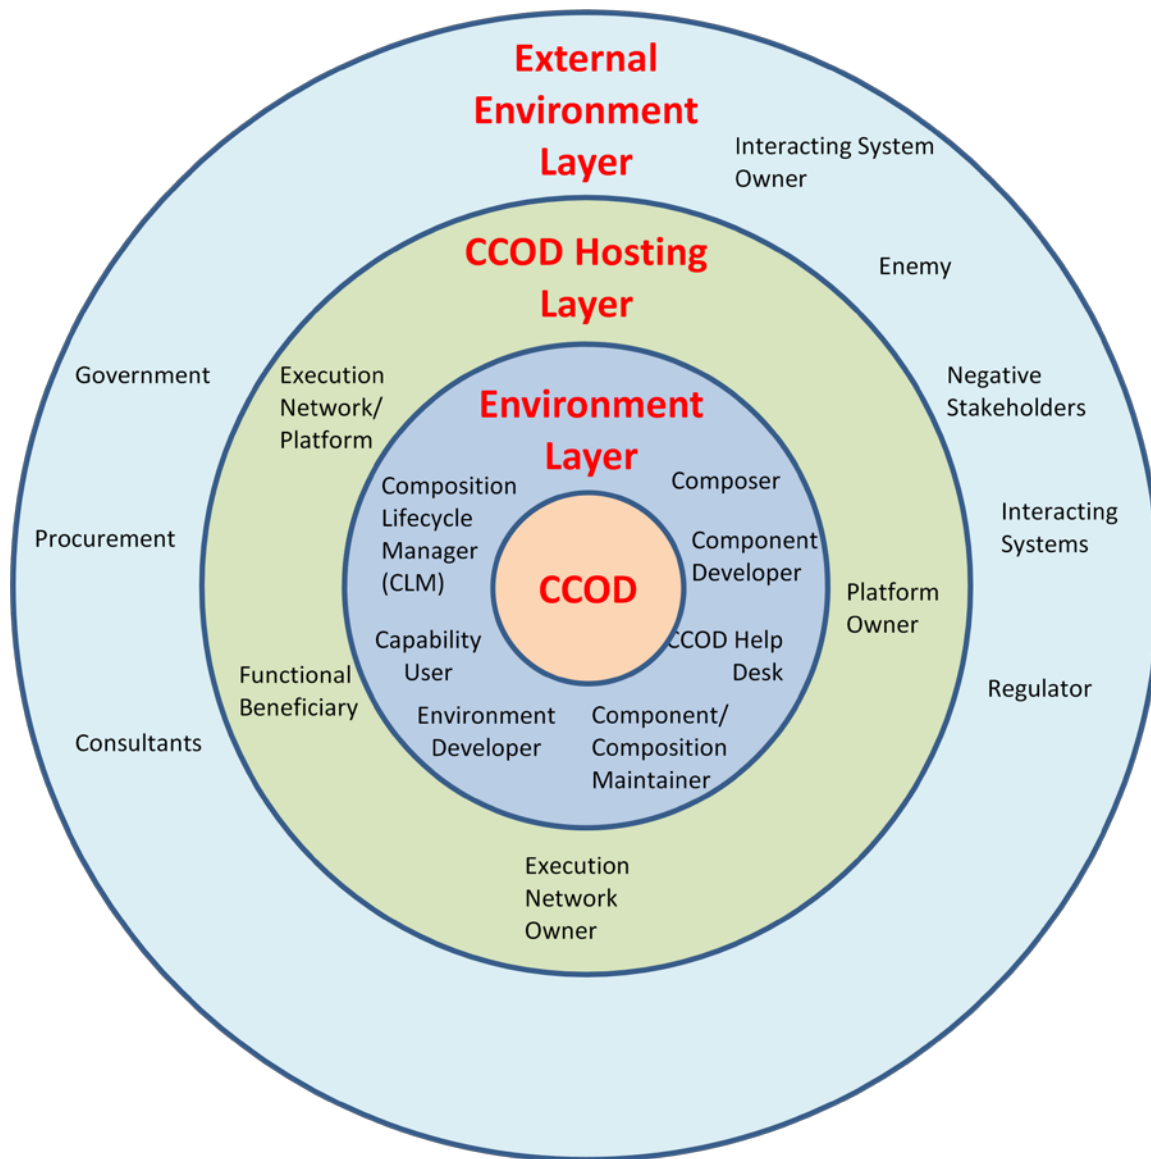 External
Environment
Layer
Interacting System
Owner
CCOD Hosting
Layer
Enemy
Government
Execution
Network/
Platform
Negative
Stakeholders
Environment
Layer
Composition
Lifecycle
Manager
(CLM)
Composer
Procurement
Component
Developer
Interacting
Systems
CCOD
Platform
Owner
Capability
User
CCOD Help
Desk
Functional
Beneficiary
Regulator
Consultants
Environment
Developer
Component/
Composition
Maintainer
Execution
Network
Owner